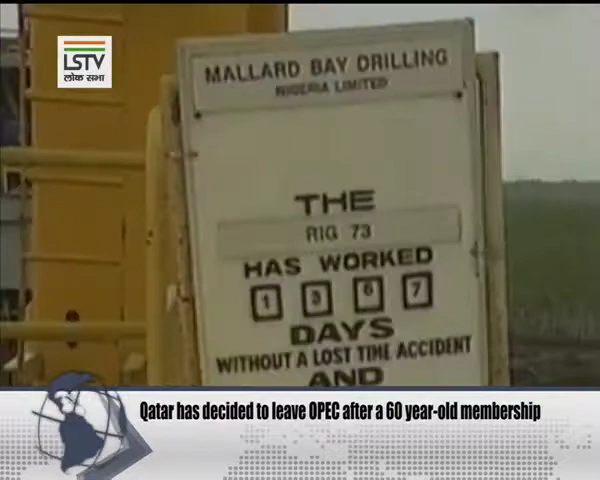 LSTV
लोक सभा
MALLARD BAY DRILLING
NIGERIA LIMITED
THE
RIG 73
HAS WORKED
1 3 6 7
DAYS
WITHOUT A LOST TIME ACCIDENT
AND
Qatar has decided to leave OPEC after a 60 year-old membership